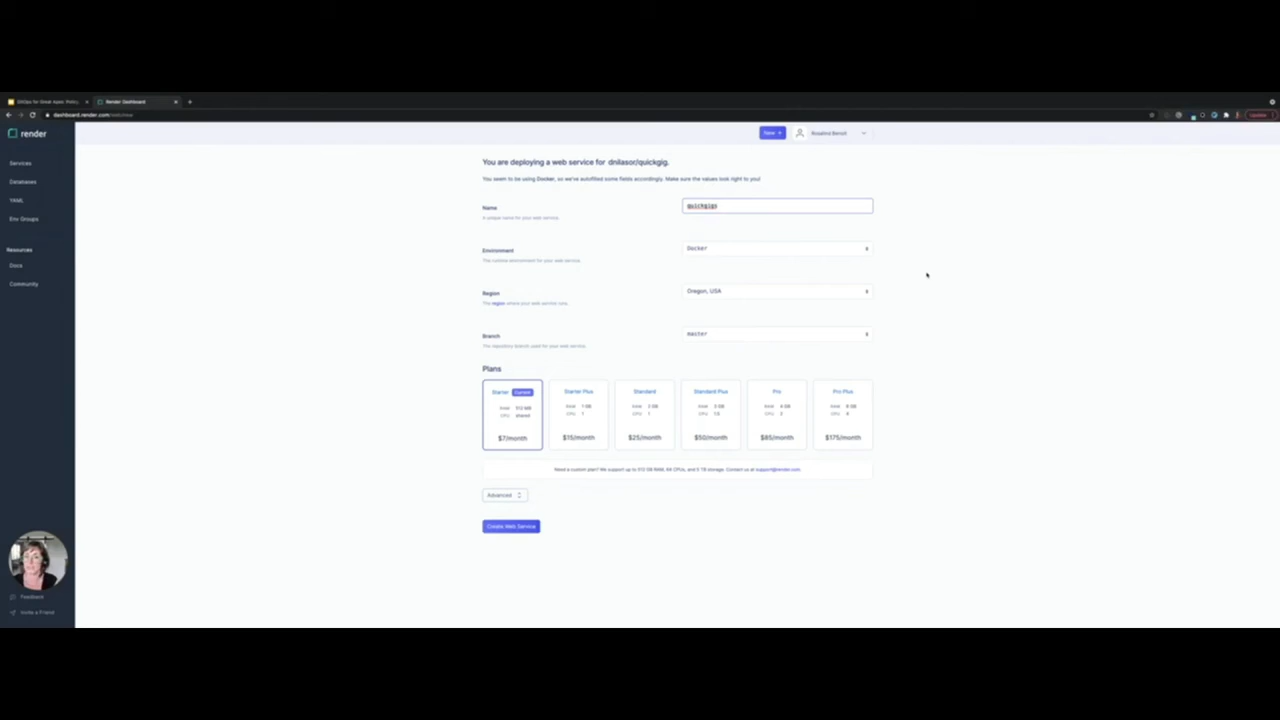 GitOps for Great Apes: Policy
Render Dashboard
dashboard.render.com
Update
render
New +
Rosalind Benoit
Services
Databases
YAML
Env Groups
Resources
Docs
Community
Feedback
Invite a Friend
You are deploying a web service for dnilasor/quickgig.
You seem to be using Docker, so we've autofilled some fields accordingly. Make sure the values look right to you!
Name
A unique name for your web service.
quickgigs
Environment
The runtime environment for your web service.
Docker
Region
The region where your web service runs.
Oregon, USA
Branch
The repository branch used for your web service.
master
Plans
Starter Current
RAM 512 MB
CPU shared
$7/month
Starter Plus
RAM 1 GB
CPU 1
$15/month
Standard
RAM 2 GB
CPU 1
$25/month
Standard Plus
RAM 3 GB
CPU 1.5
$50/month
Pro
RAM 4 GB
CPU 2
$85/month
Pro Plus
RAM 8 GB
CPU 4
$175/month
Need a custom plan? We support up to 512 GB RAM, 64 CPUs, and 5 TB storage. Contact us at support@render.com.
Advanced
Create Web Service